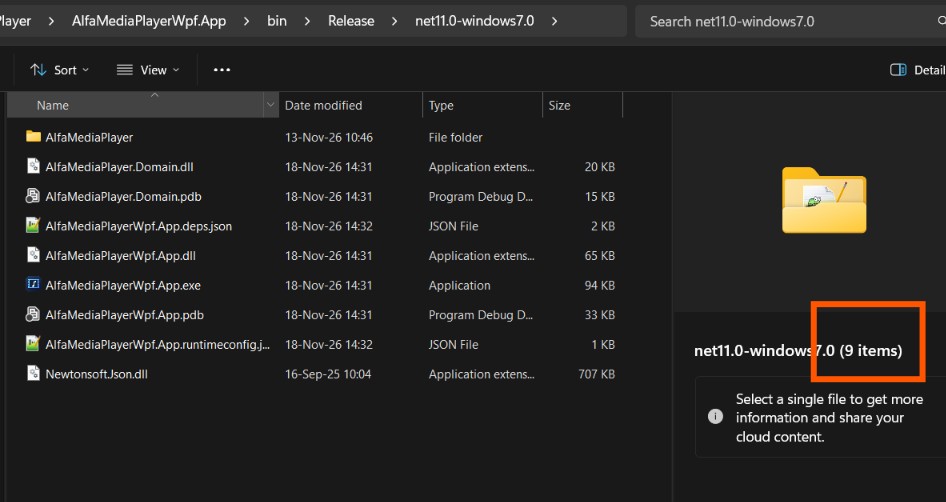 Player > AlfaMediaPlayerWpf.App > bin > Release > net11.0-windows7.0 >
Search net11.0-windows7.0
Sort View ...
Detail
Name Date modified Type Size
AlfaMediaPlayer 13-Nov-26 10:46 File folder
AlfaMediaPlayer.Domain.dll 18-Nov-26 14:31 Application extens... 20 KB
AlfaMediaPlayer.Domain.pdb 18-Nov-26 14:31 Program Debug D... 15 KB
AlfaMediaPlayerWpf.App.deps.json 18-Nov-26 14:32 JSON File 2 KB
AlfaMediaPlayerWpf.App.dll 18-Nov-26 14:31 Application extens... 65 KB
AlfaMediaPlayerWpf.App.exe 18-Nov-26 14:31 Application 94 KB
AlfaMediaPlayerWpf.App.pdb 18-Nov-26 14:31 Program Debug D... 33 KB
AlfaMediaPlayerWpf.App.runtimeconfig.j... 18-Nov-26 14:32 JSON File 1 KB
Newtonsoft.Json.dll 16-Sep-25 10:04 Application extens... 707 KB
net11.0-windows7.0 (9 items)
Select a single file to get more
information and share your
cloud content.